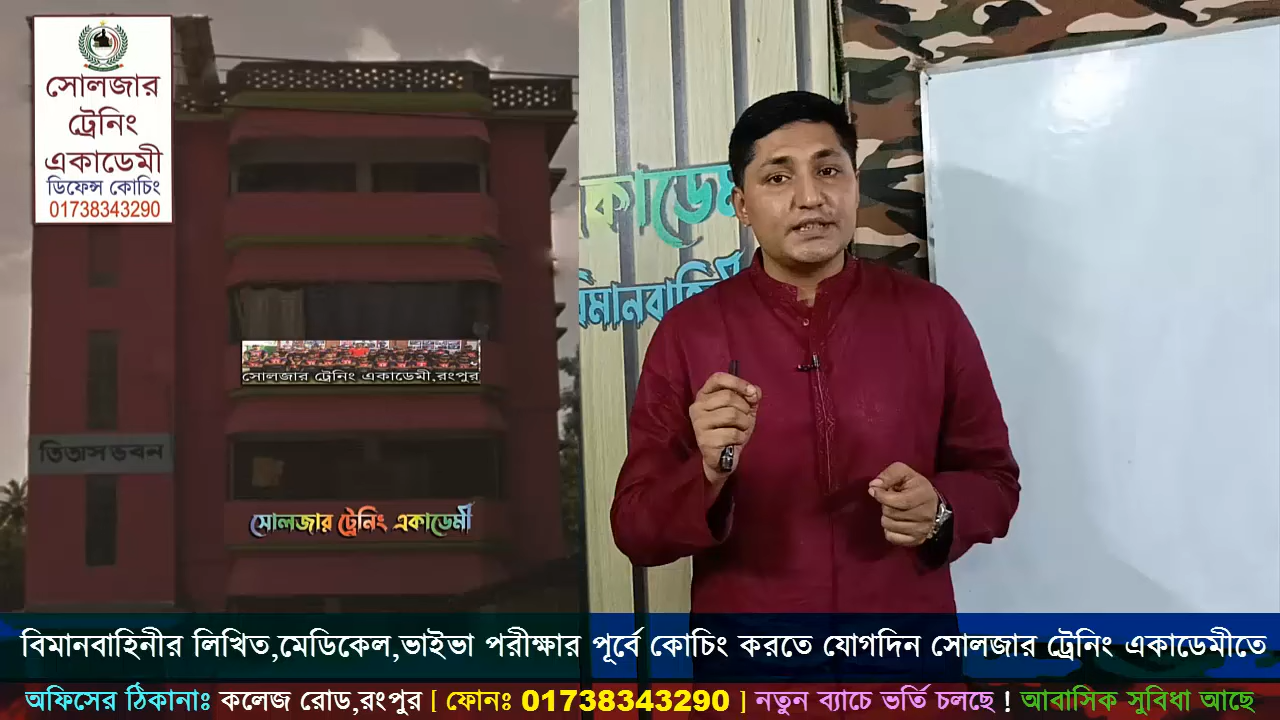 সোলজার
ট্রেনিং
একাডেমী
ডিফেন্স কোচিং
01738343290
সোলজার ট্রেনিং একাডেমী,রংপুর
তিতাস ভবন
সোলজার ট্রেনিং একাডেমী
বিমানবাহিনীর লিখিত,মেডিকেল,ভাইভা পরীক্ষার পূর্বে কোচিং করতে যোগদিন সোলজার ট্রেনিং একাডেমীতে
অফিসের ঠিকানাঃ কলেজ রোড,রংপুর [ ফোনঃ 01738343290 ] নতুন ব্যাচে ভর্তি চলছে ! আবাসিক সুবিধা আছে